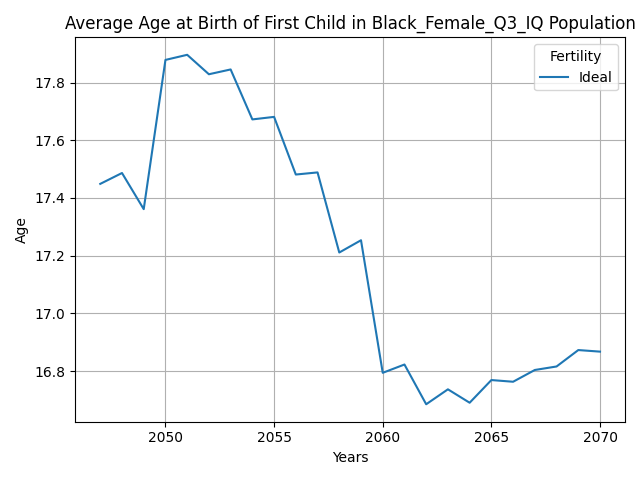 Average Age at Birth of First Child in Black_Female_Q3_IQ Population
Fertility
Ideal
17.8
17.6
17.4
17.2
17.0
16.8
Age
2050
2055
2060
2065
2070
Years